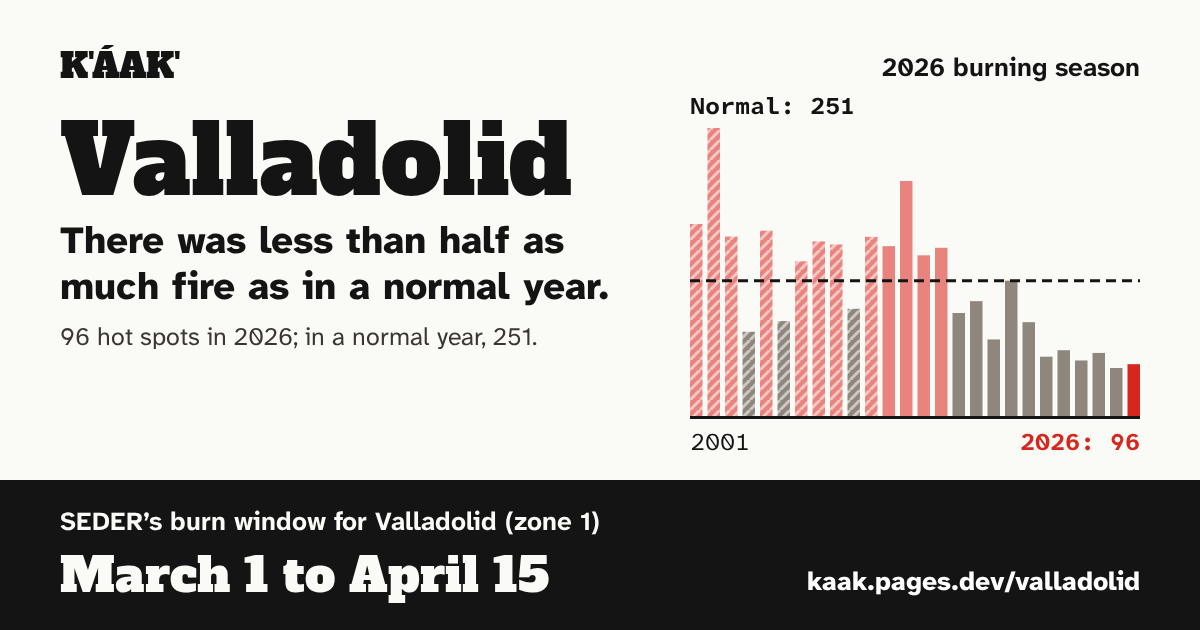 K'ÁAK'
2026 burning season
Valladolid
There was less than half as
much fire as in a normal year.
96 hot spots in 2026; in a normal year, 251.
Normal: 251
2001
2026: 96
SEDER’s burn window for Valladolid (zone 1)
March 1 to April 15
kaak.pages.dev/valladolid